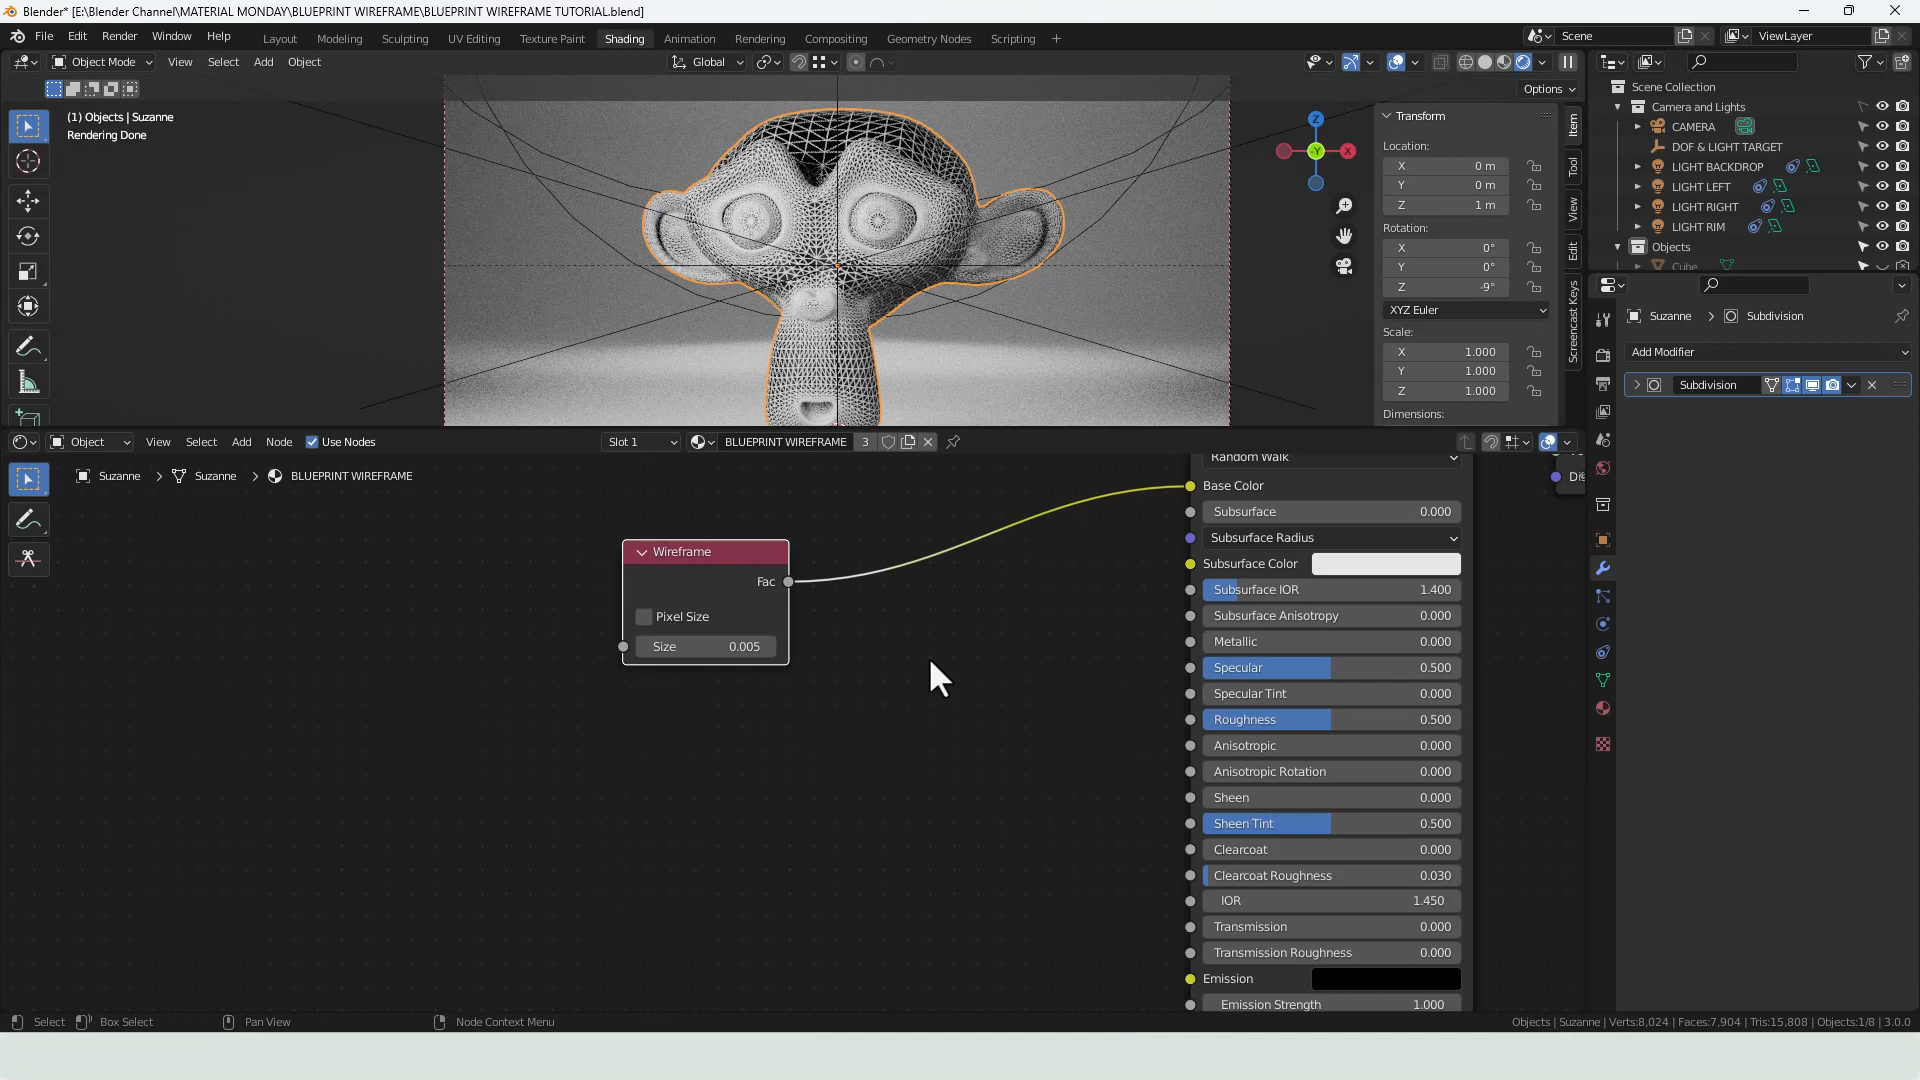 Blender* [E:\Blender Channel\MATERIAL MONDAY\BLUEPRINT WIREFRAME\BLUEPRINT WIREFRAME TUTORIAL.blend]
File Edit Render Window Help Layout Modeling Sculpting UV Editing Texture Paint Shading Animation Rendering Compositing Geometry Nodes Scripting + Scene ViewLayer
Object Mode View Select Add Object Global
Options
(1) Objects | Suzanne
Rendering Done
Z
-Y
X
Transform
Location:
X 0 m
Y 0 m
Z 1 m
Rotation:
X 0°
Y 0°
Z -9°
XYZ Euler
Scale:
X 1.000
Y 1.000
Z 1.000
Dimensions:
Item
Tool
View
Edit
Screencast Keys
Scene Collection
Camera and Lights
CAMERA
DOF & LIGHT TARGET
LIGHT BACKDROP
LIGHT LEFT
LIGHT RIGHT
LIGHT RIM
Objects
Cube
Suzanne > Subdivision
Add Modifier
Subdivision
Object View Select Add Node Use Nodes Slot 1 BLUEPRINT WIREFRAME 3
Suzanne > Suzanne > BLUEPRINT WIREFRAME
Wireframe
Fac
Pixel Size
Size 0.005
Random Walk
Base Color
Subsurface 0.000
Subsurface Radius
Subsurface Color
Subsurface IOR 1.400
Subsurface Anisotropy 0.000
Metallic 0.000
Specular 0.500
Specular Tint 0.000
Roughness 0.500
Anisotropic 0.000
Anisotropic Rotation 0.000
Sheen 0.000
Sheen Tint 0.500
Clearcoat 0.000
Clearcoat Roughness 0.030
IOR 1.450
Transmission 0.000
Transmission Roughness 0.000
Emission
Emission Strength 1.000
Select Box Select Pan View Node Context Menu Objects | Suzanne | Verts:8,024 | Faces:7,904 | Tris:15,808 | Objects:1/8 | 3.0.0